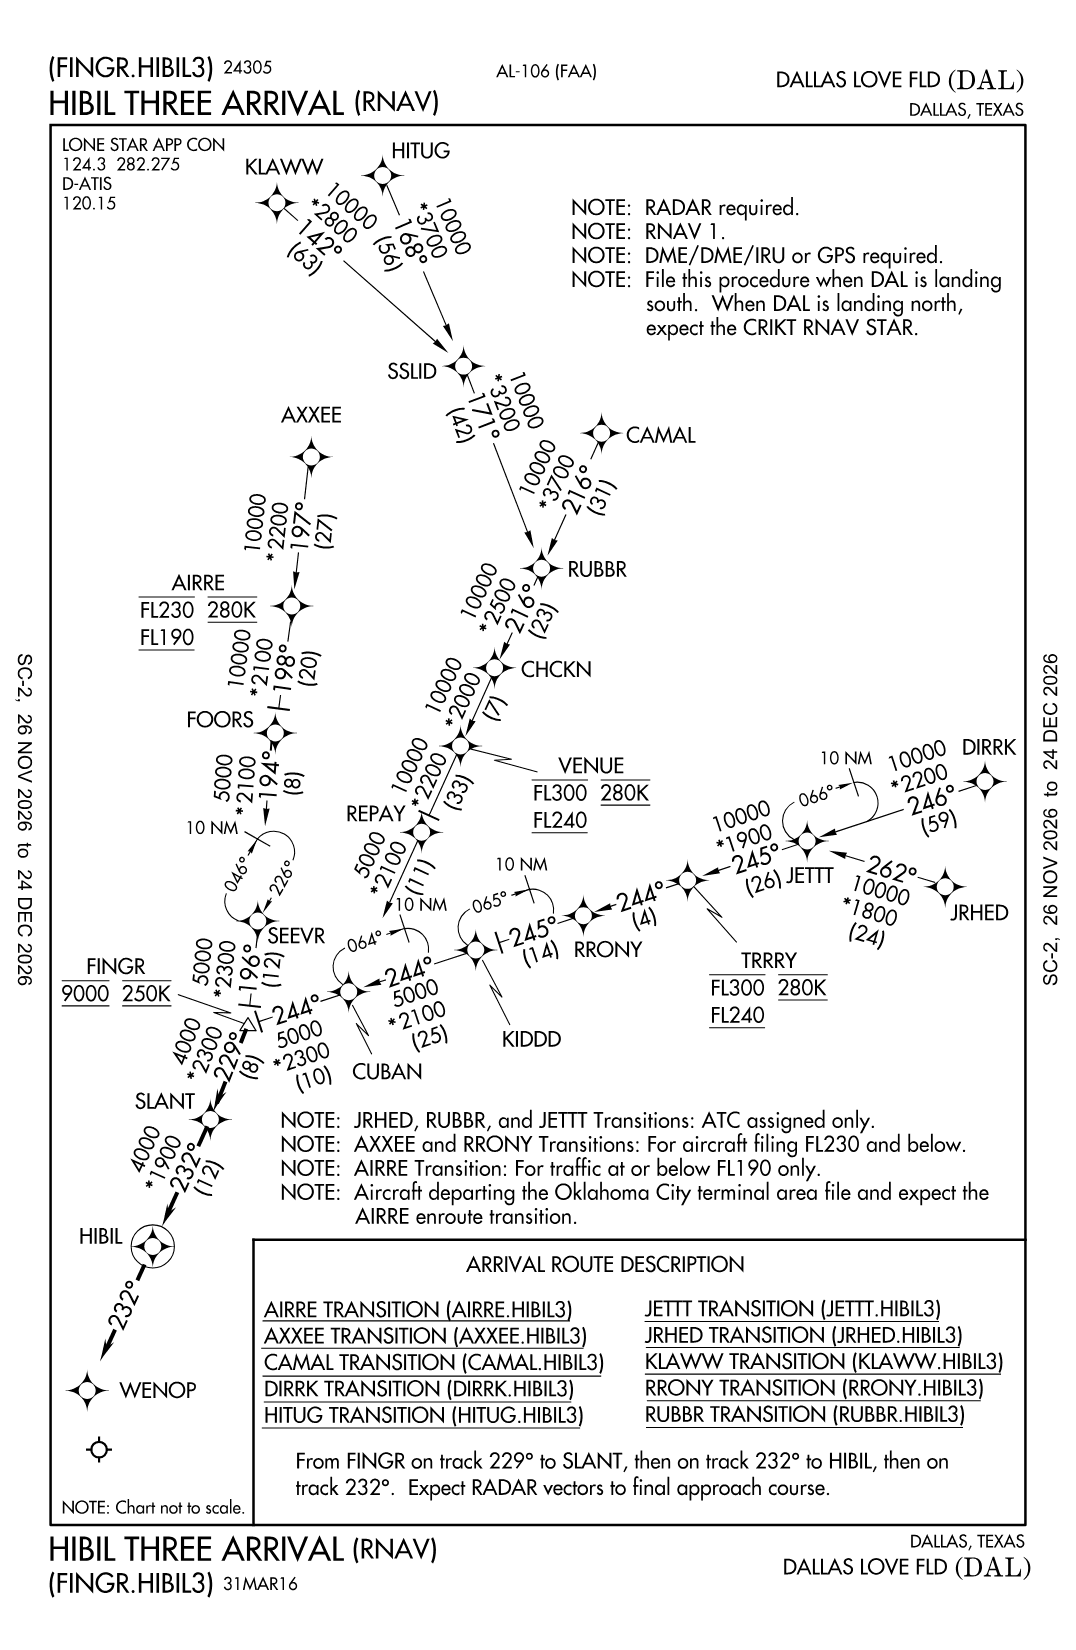 (FINGR.HIBIL3) 24305
AL-106 (FAA)
DALLAS LOVE FLD (DAL)
HIBIL THREE ARRIVAL (RNAV)
DALLAS, TEXAS
LONE STAR APP CON
124.3 282.275
D-ATIS
120.15
KLAWW
HITUG
10000
*2800
142°
(63)
10000
*3700
168°
(56)
NOTE: RADAR required.
NOTE: RNAV 1.
NOTE: DME/DME/IRU or GPS required.
NOTE: File this procedure when DAL is landing
south. When DAL is landing north,
expect the CRIKT RNAV STAR.
SSLID
10000
*3200
171°
(42)
AXXEE
CAMAL
10000
*3700
216°
(31)
10000
*2200
197°
(27)
RUBBR
AIRRE
FL230 280K
FL190
10000
*2500
216°
(23)
10000
*2100
198°
(20)
CHCKN
10000
*2000
(7)
FOORS
5000
*2100
194°
(8)
VENUE
FL300 280K
FL240
10000
*2200
(33)
DIRRK
10000
*2200
246°
(59)
10 NM
066°
REPAY
5000
*2100
(11)
10000
*1900
245°
(26)
JETTT
262°
10000
*1800
(24)
JRHED
10 NM
046°
226°
10 NM
065°
244°
(4)
SEEVR
10 NM
064°
245°
(14)
RRONY
5000
*2300
196°
(12)
FINGR
9000 250K
244°
5000
*2100
(25)
TRRRY
FL300 280K
FL240
244°
5000
*2300
(10)
KIDDD
CUBAN
4000
*2300
229°
(8)
SLANT
4000
*1900
232°
(12)
NOTE: JRHED, RUBBR, and JETTT Transitions: ATC assigned only.
NOTE: AXXEE and RRONY Transitions: For aircraft filing FL230 and below.
NOTE: AIRRE Transition: For traffic at or below FL190 only.
NOTE: Aircraft departing the Oklahoma City terminal area file and expect the
AIRRE enroute transition.
HIBIL
232°
WENOP
ARRIVAL ROUTE DESCRIPTION
AIRRE TRANSITION (AIRRE.HIBIL3)
AXXEE TRANSITION (AXXEE.HIBIL3)
CAMAL TRANSITION (CAMAL.HIBIL3)
DIRRK TRANSITION (DIRRK.HIBIL3)
HITUG TRANSITION (HITUG.HIBIL3)
JETTT TRANSITION (JETTT.HIBIL3)
JRHED TRANSITION (JRHED.HIBIL3)
KLAWW TRANSITION (KLAWW.HIBIL3)
RRONY TRANSITION (RRONY.HIBIL3)
RUBBR TRANSITION (RUBBR.HIBIL3)
From FINGR on track 229° to SLANT, then on track 232° to HIBIL, then on
track 232°. Expect RADAR vectors to final approach course.
NOTE: Chart not to scale.
SC-2, 26 NOV 2026 to 24 DEC 2026
SC-2, 26 NOV 2026 to 24 DEC 2026
HIBIL THREE ARRIVAL (RNAV)
DALLAS, TEXAS
(FINGR.HIBIL3) 31MAR16
DALLAS LOVE FLD (DAL)